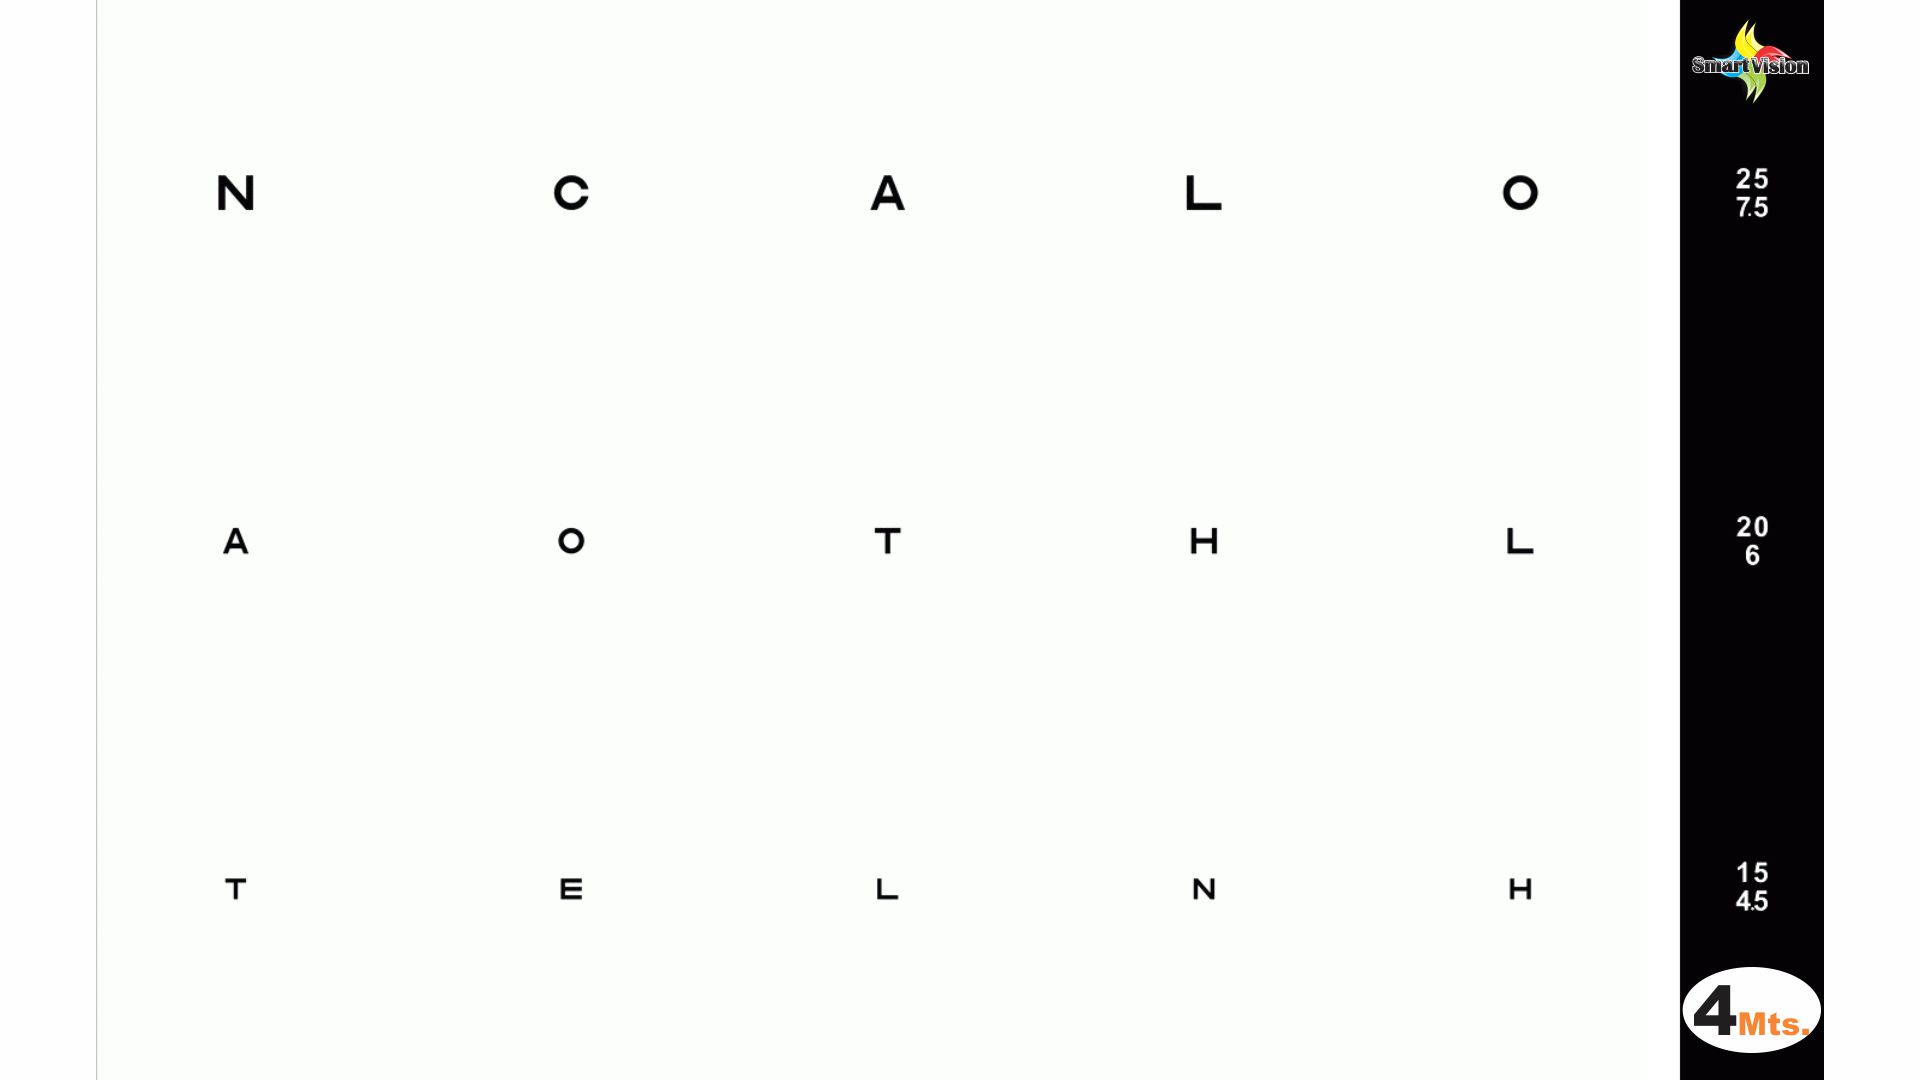 SmartVision
N C A L O 25
7.5
A O T H L 20
6
T E L N H 15
4.5
4Mts.